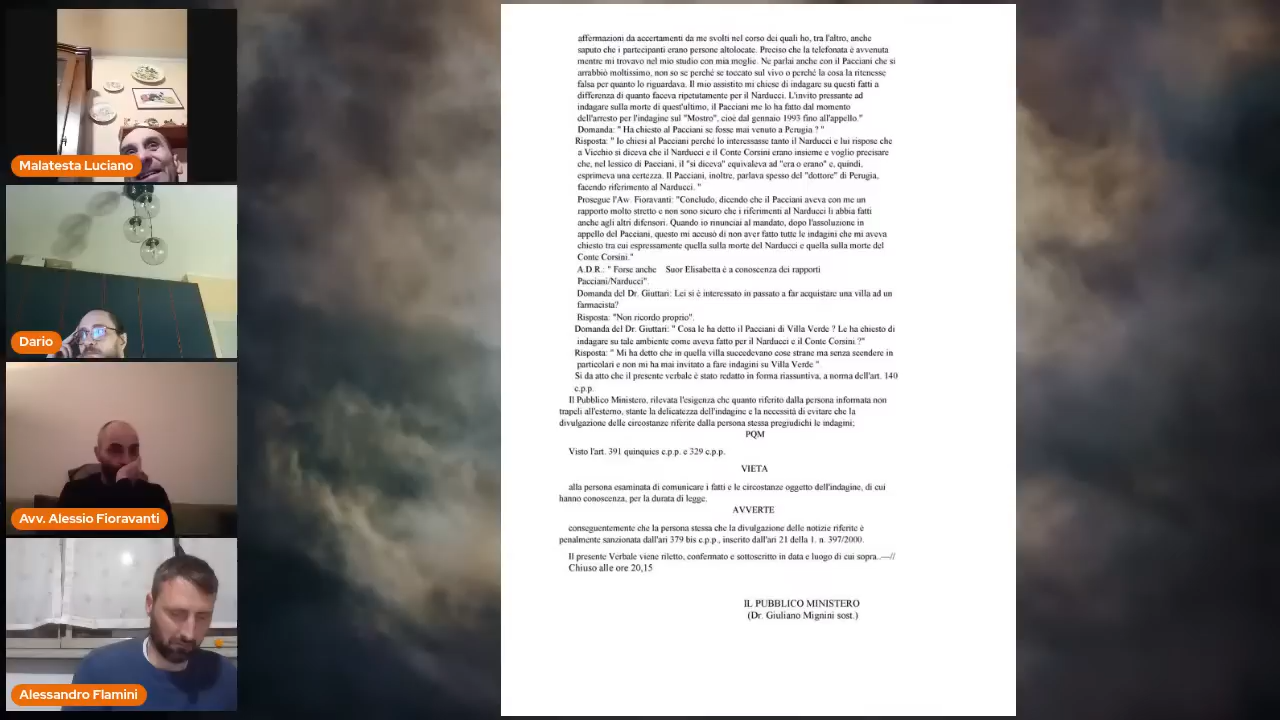 Malatesta Luciano
Dario
Avv. Alessio Fioravanti
Alessandro Flamini
affermazioni da accertamenti da me svolti nel corso dei quali ho, tra l'altro, anche
saputo che i partecipanti erano persone altolocate. Preciso che la telefonata è avvenuta
mentre mi trovavo nel mio studio con mia moglie. Ne parlai anche con il Pacciani che si
arrabbiò moltissimo, non so se perché se toccato sul vivo o perché la cosa la ritenesse
falsa per quanto lo riguardava. Il mio assistito mi chiese di indagare su questi fatti a
differenza di quanto faceva ripetutamente per il Narducci. L'invito pressante ad
indagare sulla morte di quest'ultimo, il Pacciani me lo ha fatto dal momento
dell'arresto per l'indagine sul "Mostro", cioè dal gennaio 1993 fino all'appello."
Domanda: " Ha chiesto al Pacciani se fosse mai venuto a Perugia ? "
Risposta: " Io chiesi al Pacciani perché lo interessasse tanto il Narducci e lui rispose che
a Vicchio si diceva che il Narducci e il Conte Corsini erano insieme e voglio precisare
che, nel lessico di Pacciani, il "si diceva" equivaleva ad "era o erano" e, quindi,
esprimeva una certezza. Il Pacciani, inoltre, parlava spesso del "dottore" di Perugia,
facendo riferimento al Narducci. "
Prosegue l'Aw. Fioravanti: "Concludo, dicendo che il Pacciani aveva con me un
rapporto molto stretto e non sono sicuro che i riferimenti al Narducci li abbia fatti
anche agli altri difensori. Quando io rinunciai al mandato, dopo l'assoluzione in
appello del Pacciani, questo mi accusò di non aver fatto tutte le indagini che mi aveva
chiesto tra cui espressamente quella sulla morte del Narducci e quella sulla morte del
Conte Corsini."
A.D.R.: " Forse anche Suor Elisabetta è a conoscenza dei rapporti
Pacciani/Narducci".
Domanda del Dr. Giuttari: Lei si è interessato in passato a far acquistare una villa ad un
farmacista?
Risposta: "Non ricordo proprio".
Domanda del Dr. Giuttari: " Cosa le ha detto il Pacciani di Villa Verde ? Le ha chiesto di
indagare su tale ambiente come aveva fatto per il Narducci e il Conte Corsini ?"
Risposta: " Mi ha detto che in quella villa succedevano cose strane ma senza scendere in
particolari e non mi ha mai invitato a fare indagini su Villa Verde "
Si da atto che il presente verbale è stato redatto in forma riassuntiva, a norma dell'art. 140
c.p.p.
Il Pubblico Ministero, rilevata l'esigenza che quanto riferito dalla persona informata non
trapeli all'esterno, stante la delicatezza dell'indagine e la necessità di evitare che la
divulgazione delle circostanze riferite dalla persona stessa pregiudichi le indagini;
PQM
Visto l'art. 391 quinquies c.p.p. e 329 c.p.p.
VIETA
alla persona esaminata di comunicare i fatti e le circostanze oggetto dell'indagine, di cui
hanno conoscenza, per la durata di legge.
AVVERTE
conseguentemente che la persona stessa che la divulgazione delle notizie riferite è
penalmente sanzionata dall'ari 379 bis c.p.p., inserito dall'ari 21 della 1. n. 397/2000.
Il presente Verbale viene riletto, confermato e sottoscritto in data e luogo di cui sopra..—//
Chiuso alle ore 20,15
IL PUBBLICO MINISTERO
(Dr. Giuliano Mignini sost.)